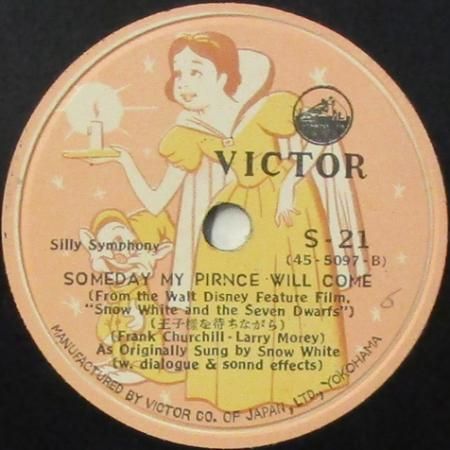 VICTOR
Silly Symphony
S-21
(45-5097-B)
SOMEDAY MY PIRNCE WILL COME
(From the Walt Disney Feature Film,
"Snow White and the Seven Dwarfs")
(王子様を待ちながら)
(Frank Churchill - Larry Morey)
As Originally Sung by Snow White
(w. dialogue & sonnd effects)
MANUFACTURED BY VICTOR CO. OF JAPAN, LTD., YOKOHAMA